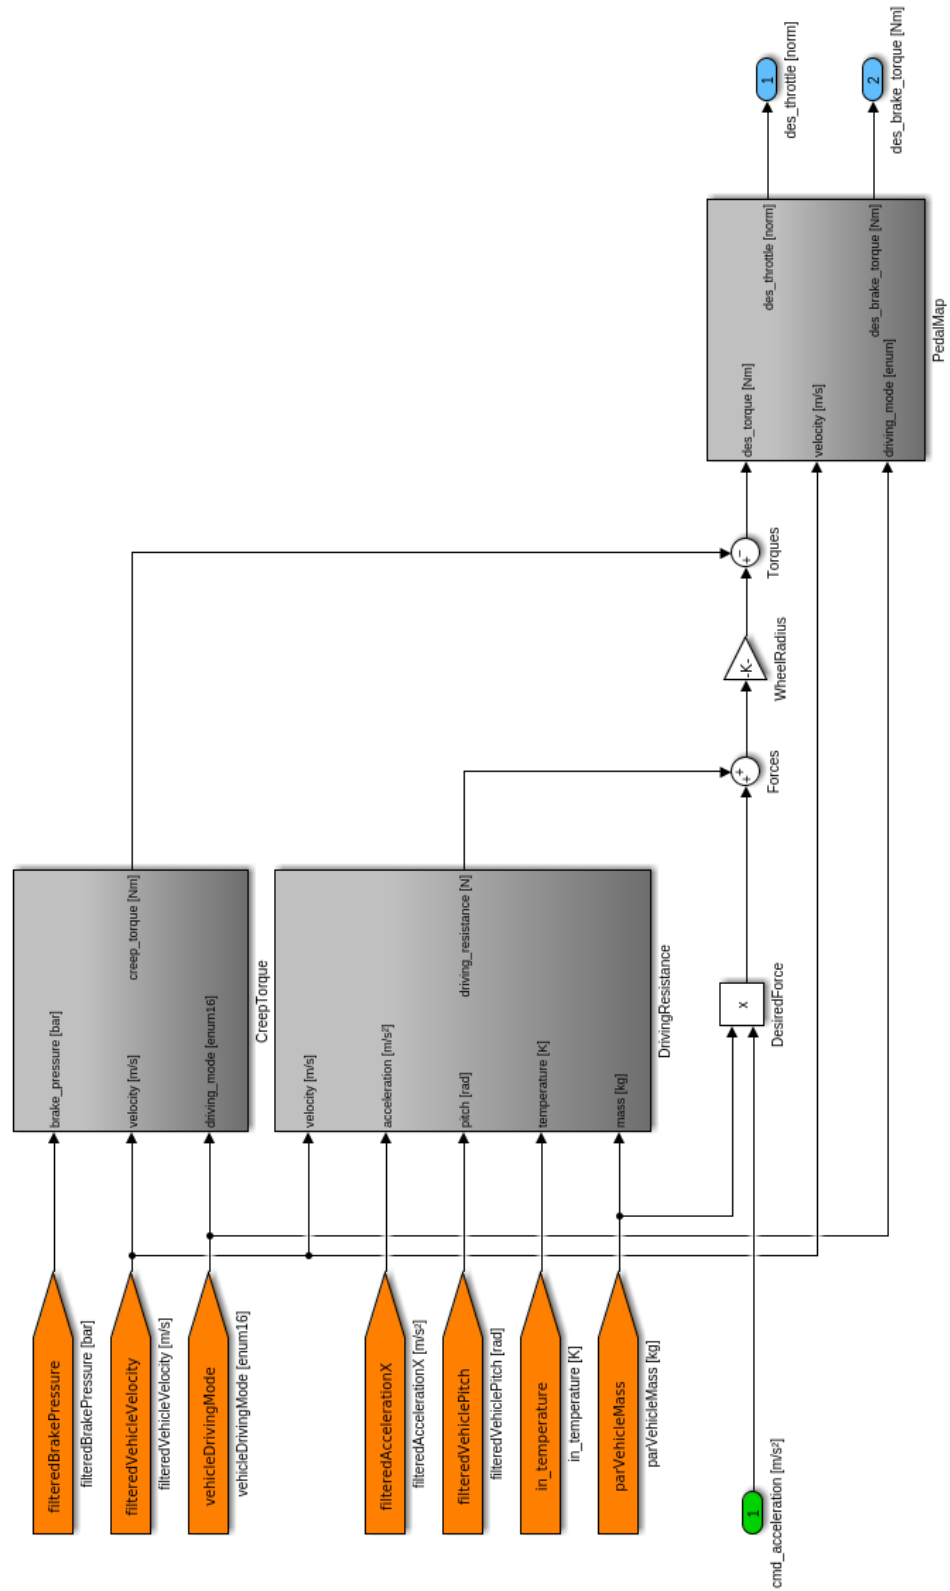 filteredBrakePressure
filteredBrakePressure [bar]
filteredVehicleVelocity
filteredVehicleVelocity [m/s]
vehicleDrivingMode
vehicleDrivingMode [enum16]
brake_pressure [bar]
velocity [m/s]
driving_mode [enum16]
creep_torque [Nm]
CreepTorque
filteredAccelerationX
filteredAccelerationX [m/s²]
filteredVehiclePitch
filteredVehiclePitch [rad]
in_temperature
in_temperature [K]
parVehicleMass
parVehicleMass [kg]
velocity [m/s]
acceleration [m/s²]
pitch [rad]
temperature [K]
mass [kg]
driving_resistance [N]
DrivingResistance
1
cmd_acceleration [m/s²]
x
DesiredForce
+
+
Forces
-K-
WheelRadius
+
−
Torques
des_torque [Nm]
velocity [m/s]
driving_mode [enum]
des_throttle [norm]
des_brake_torque [Nm]
PedalMap
1
des_throttle [norm]
2
des_brake_torque [Nm]